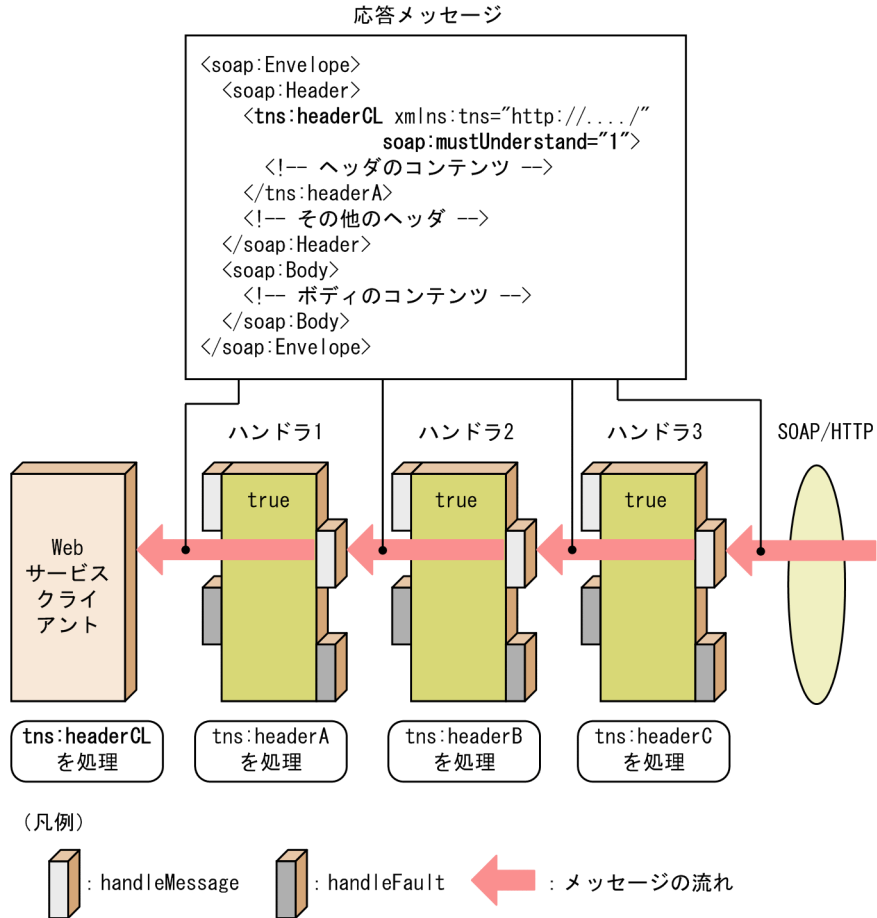 応答メッセージ
<soap:Envelope>
<soap:Header>
<tns:headerCL xmlns:tns="http://..../"
soap:mustUnderstand="1">
<!-- ヘッダのコンテンツ -->
</tns:headerA>
<!-- その他のヘッダ -->
</soap:Header>
<soap:Body>
<!-- ボディのコンテンツ -->
</soap:Body>
</soap:Envelope>
ハンドラ1
ハンドラ2
ハンドラ3
SOAP/HTTP
true
true
true
Web
サービス
クライ
アント
tns:headerCL
を処理
tns:headerA
を処理
tns:headerB
を処理
tns:headerC
を処理
(凡例)
: handleMessage
: handleFault
: メッセージの流れ